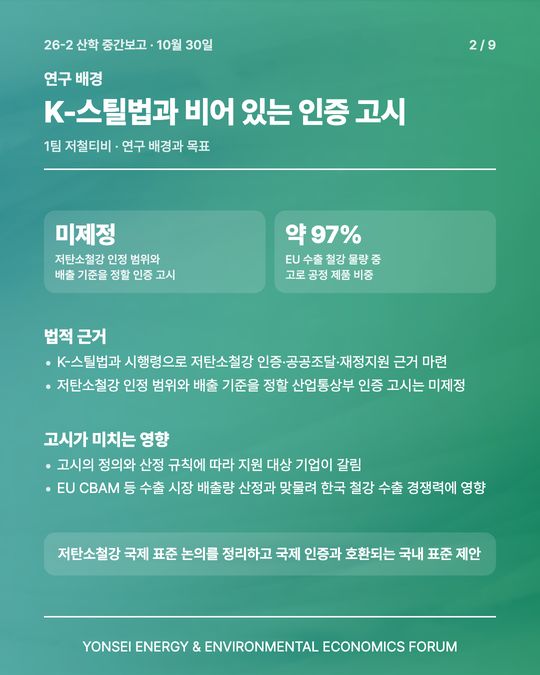 26-2 산학 중간보고 · 10월 30일
2 / 9
연구 배경
K-스틸법과 비어 있는 인증 고시
1팀 저철티비 · 연구 배경과 목표
미제정
저탄소철강 인정 범위와
배출 기준을 정할 인증 고시
약 97%
EU 수출 철강 물량 중
고로 공정 제품 비중
법적 근거
• K-스틸법과 시행령으로 저탄소철강 인증·공공조달·재정지원 근거 마련
• 저탄소철강 인정 범위와 배출 기준을 정할 산업통상부 인증 고시는 미제정
고시가 미치는 영향
• 고시의 정의와 산정 규칙에 따라 지원 대상 기업이 갈림
• EU CBAM 등 수출 시장 배출량 산정과 맞물려 한국 철강 수출 경쟁력에 영향
저탄소철강 국제 표준 논의를 정리하고 국제 인증과 호환되는 국내 표준 제안
YONSEI ENERGY & ENVIRONMENTAL ECONOMICS FORUM